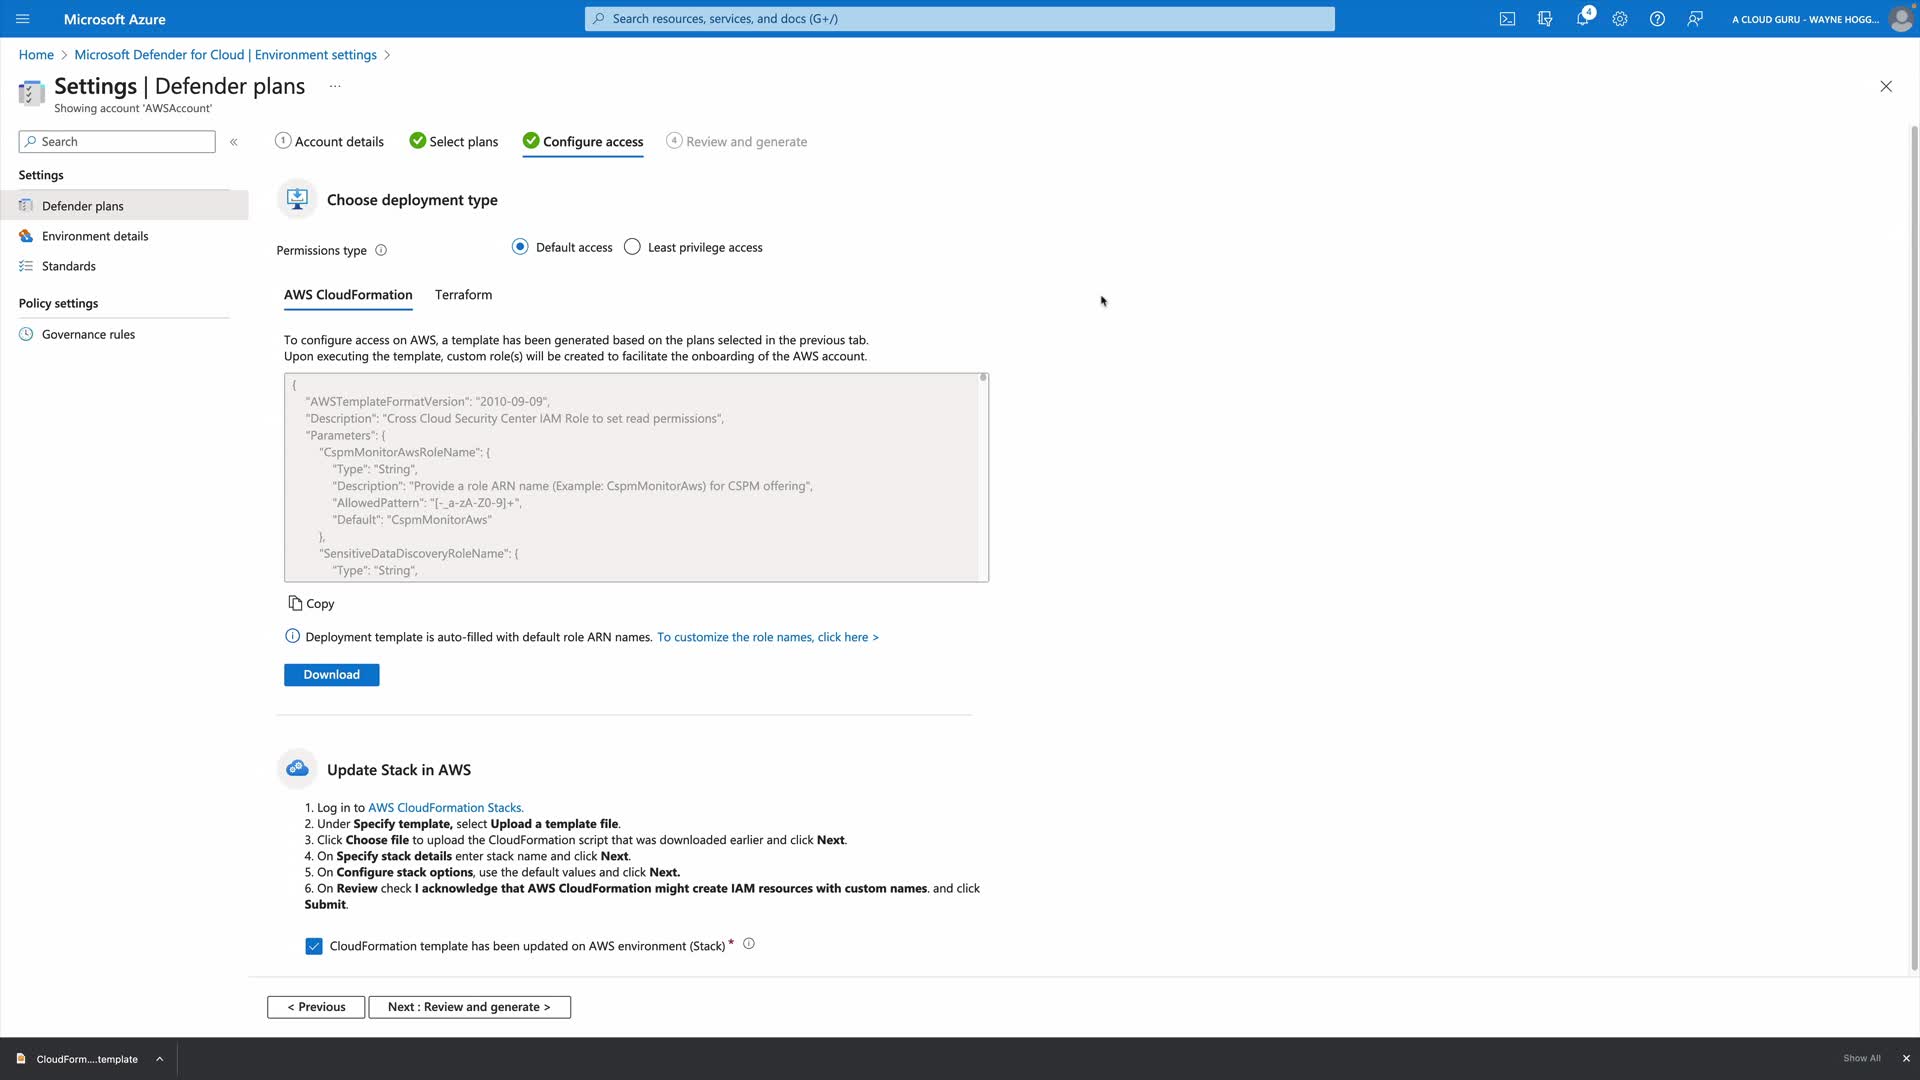 Microsoft Azure
Search resources, services, and docs (G+/)
4
A CLOUD GURU - WAYNE HOGG...
Home > Microsoft Defender for Cloud | Environment settings >
Settings | Defender plans ...
Showing account 'AWSAccount'
Search
«
Settings
Defender plans
Environment details
Standards
Policy settings
Governance rules
1 Account details
Select plans
Configure access
4 Review and generate
Choose deployment type
Permissions type
Default access
Least privilege access
AWS CloudFormation
Terraform
To configure access on AWS, a template has been generated based on the plans selected in the previous tab.
Upon executing the template, custom role(s) will be created to facilitate the onboarding of the AWS account.
{
"AWSTemplateFormatVersion": "2010-09-09",
"Description": "Cross Cloud Security Center IAM Role to set read permissions",
"Parameters": {
"CspmMonitorAwsRoleName": {
"Type": "String",
"Description": "Provide a role ARN name (Example: CspmMonitorAws) for CSPM offering",
"AllowedPattern": "[-_a-zA-Z0-9]+",
"Default": "CspmMonitorAws"
},
"SensitiveDataDiscoveryRoleName": {
"Type": "String",
Copy
Deployment template is auto-filled with default role ARN names. To customize the role names, click here >
Download
Update Stack in AWS
1. Log in to AWS CloudFormation Stacks.
2. Under Specify template, select Upload a template file.
3. Click Choose file to upload the CloudFormation script that was downloaded earlier and click Next.
4. On Specify stack details enter stack name and click Next.
5. On Configure stack options, use the default values and click Next.
6. On Review check I acknowledge that AWS CloudFormation might create IAM resources with custom names. and click
Submit.
CloudFormation template has been updated on AWS environment (Stack) *
< Previous
Next : Review and generate >
CloudForm....template
Show All